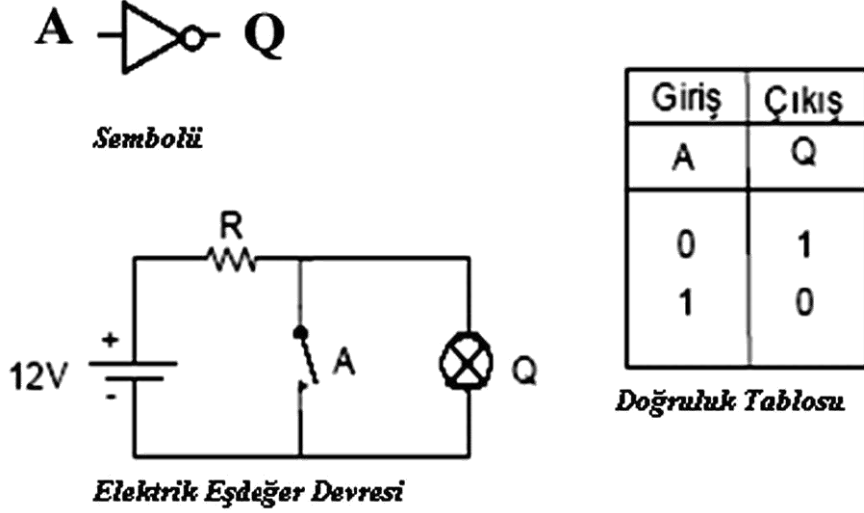 A Q
Sembolü
Giriş Çıkış
A Q
0 1
1 0
Doğruluk Tablosu
R
+
12V
-
A
Q
Elektrik Eşdeğer Devresi